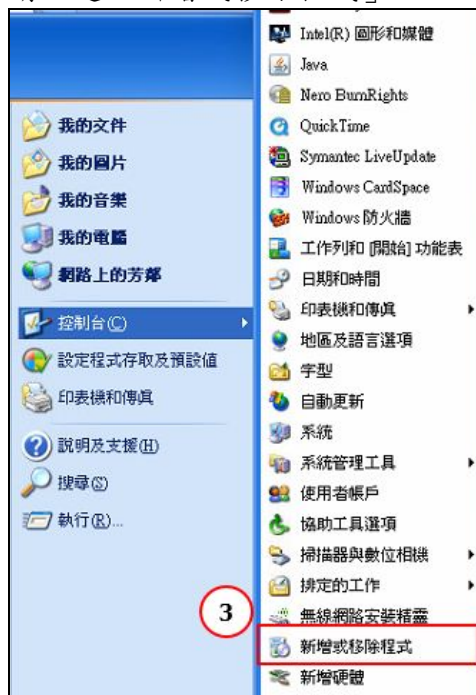 Intel(R) 圖形和媒體
Java
Nero BurnRights
QuickTime
Symantec LiveUpdate
Windows CardSpace
Windows 防火牆
工作列和 [開始] 功能表
日期和時間
印表機和傳真
地區及語言選項
字型
自動更新
系統
系統管理工具
使用者帳戶
協助工具選項
掃描器與數位相機
排定的工作
無線網路安裝精靈
新增或移除程式
新增硬體
我的文件
我的圖片
我的音樂
我的電腦
網路上的芳鄰
控制台(C)
設定程式存取及預設值
印表機和傳真
說明及支援(H)
搜尋(S)
執行(R)...
3